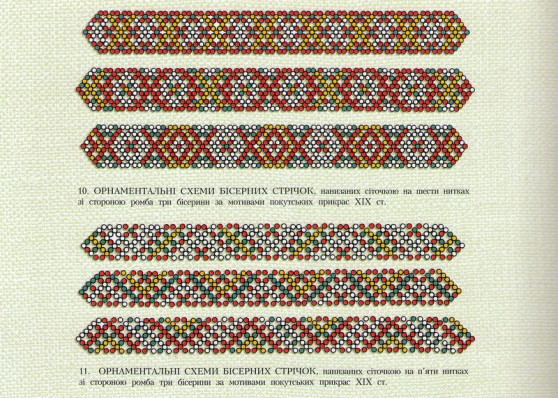 10. ОРНАМЕНТАЛЬНІ СХЕМИ БІСЕРНИХ СТРІЧОК, нанизаних сіточкою на шести нитках
зі стороною ромба три бісерини за мотивами покутських прикрас XIX ст.
11. ОРНАМЕНТАЛЬНІ СХЕМИ БІСЕРНИХ СТРІЧОК, нанизаних сіточкою на п'яти нитках
зі стороною ромба три бісерини за мотивами покутських прикрас XIX ст.